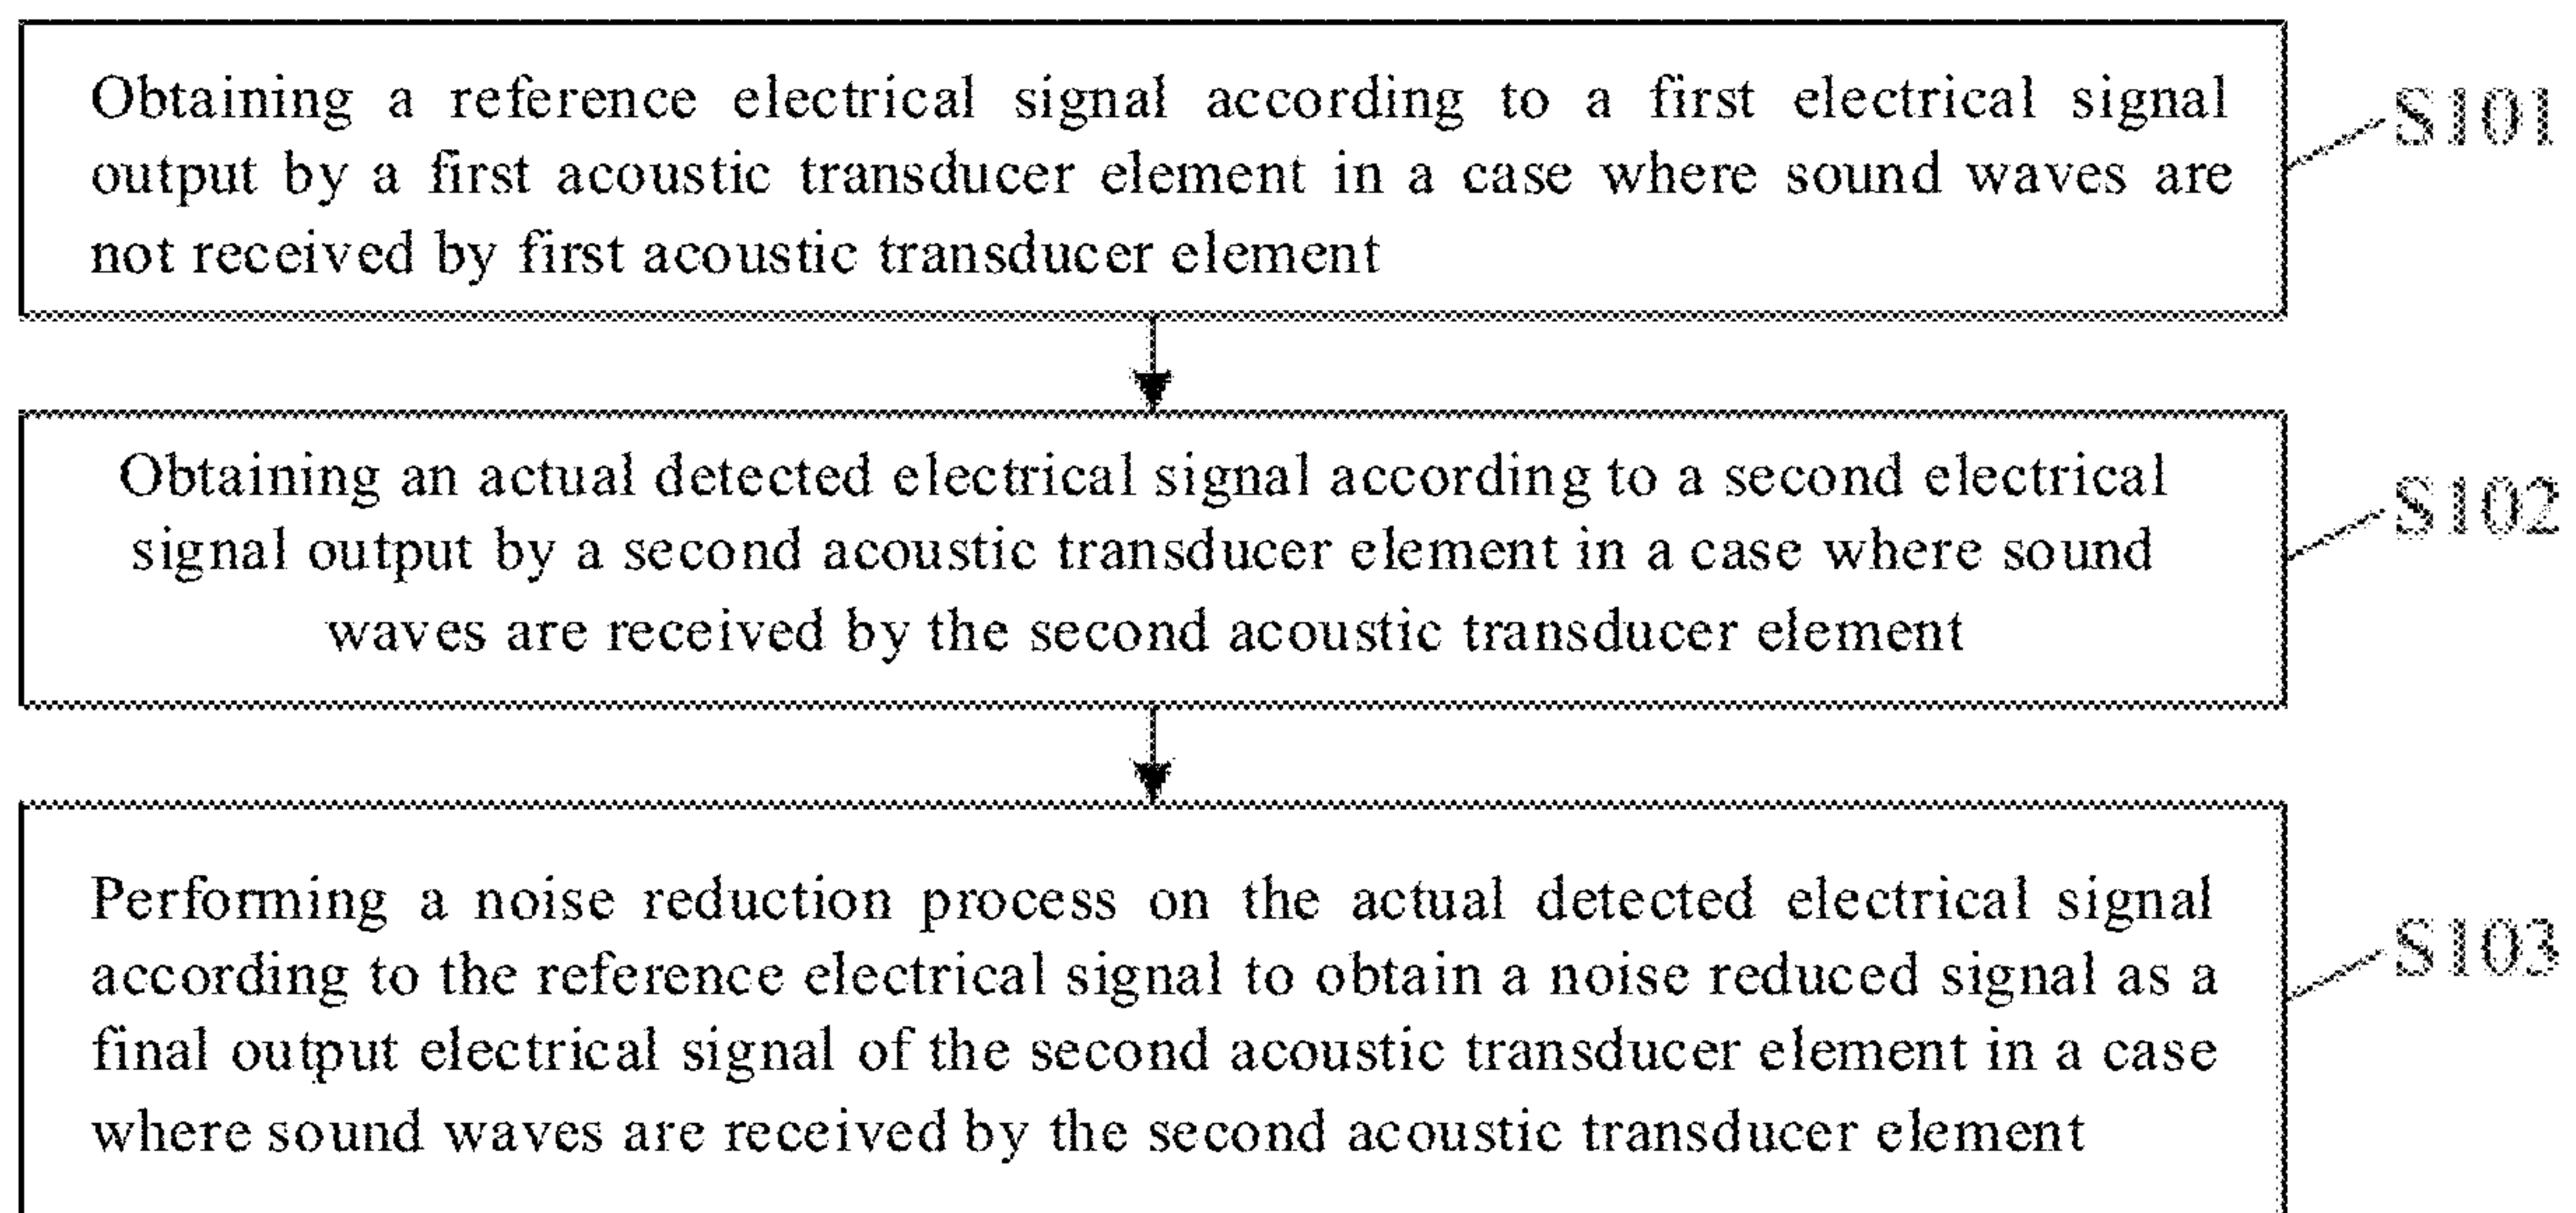 Obtaining a reference electrical signal according to a first electrical signal
output by a first acoustic transducer element in a case where sound waves are
not received by first acoustic transducer element
S101
Obtaining an actual detected electrical signal according to a second electrical
signal output by a second acoustic transducer element in a case where sound
waves are received by the second acoustic transducer element
S102
Performing a noise reduction process on the actual detected electrical signal
according to the reference electrical signal to obtain a noise reduced signal as a
final output electrical signal of the second acoustic transducer element in a case
where sound waves are received by the second acoustic transducer element
S103